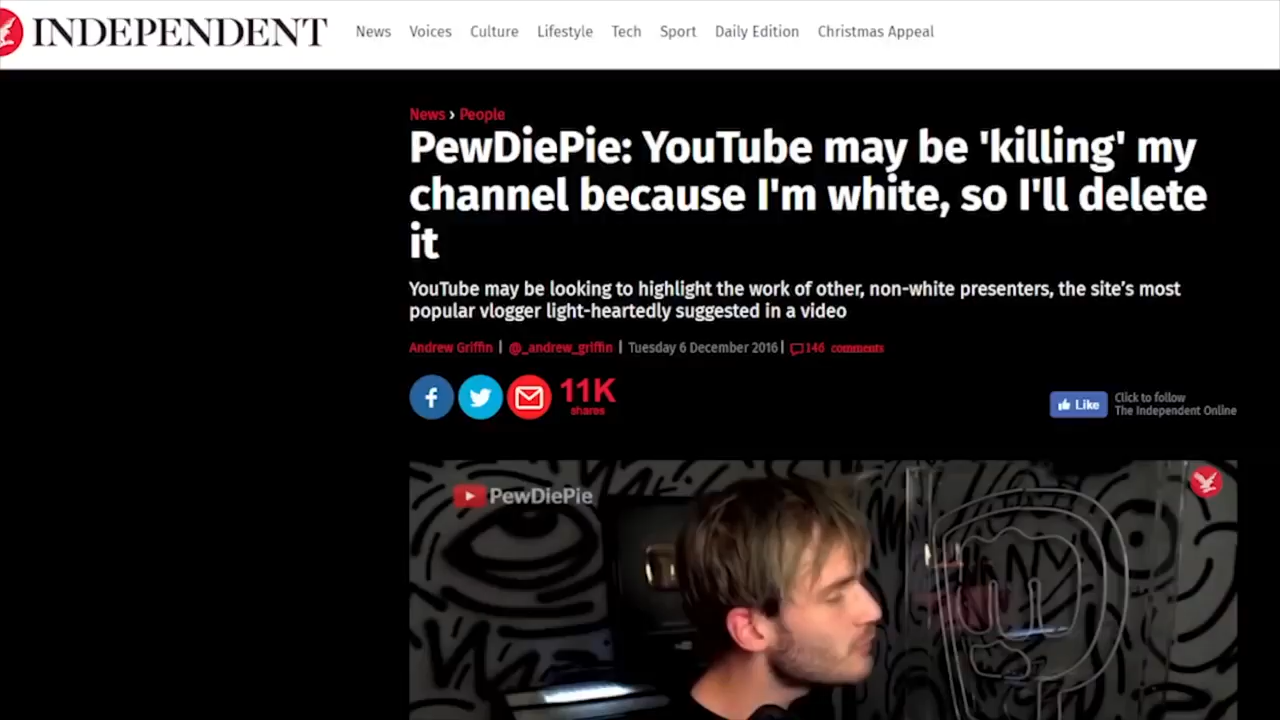 INDEPENDENT
News Voices Culture Lifestyle Tech Sport Daily Edition Christmas Appeal
News › People
PewDiePie: YouTube may be 'killing' my
channel because I'm white, so I'll delete
it
YouTube may be looking to highlight the work of other, non-white presenters, the site's most
popular vlogger light-heartedly suggested in a video
Andrew Griffin | @_andrew_griffin | Tuesday 6 December 2016 | 146 comments
11K
shares
Like
Click to follow
The Independent Online
PewDiePie